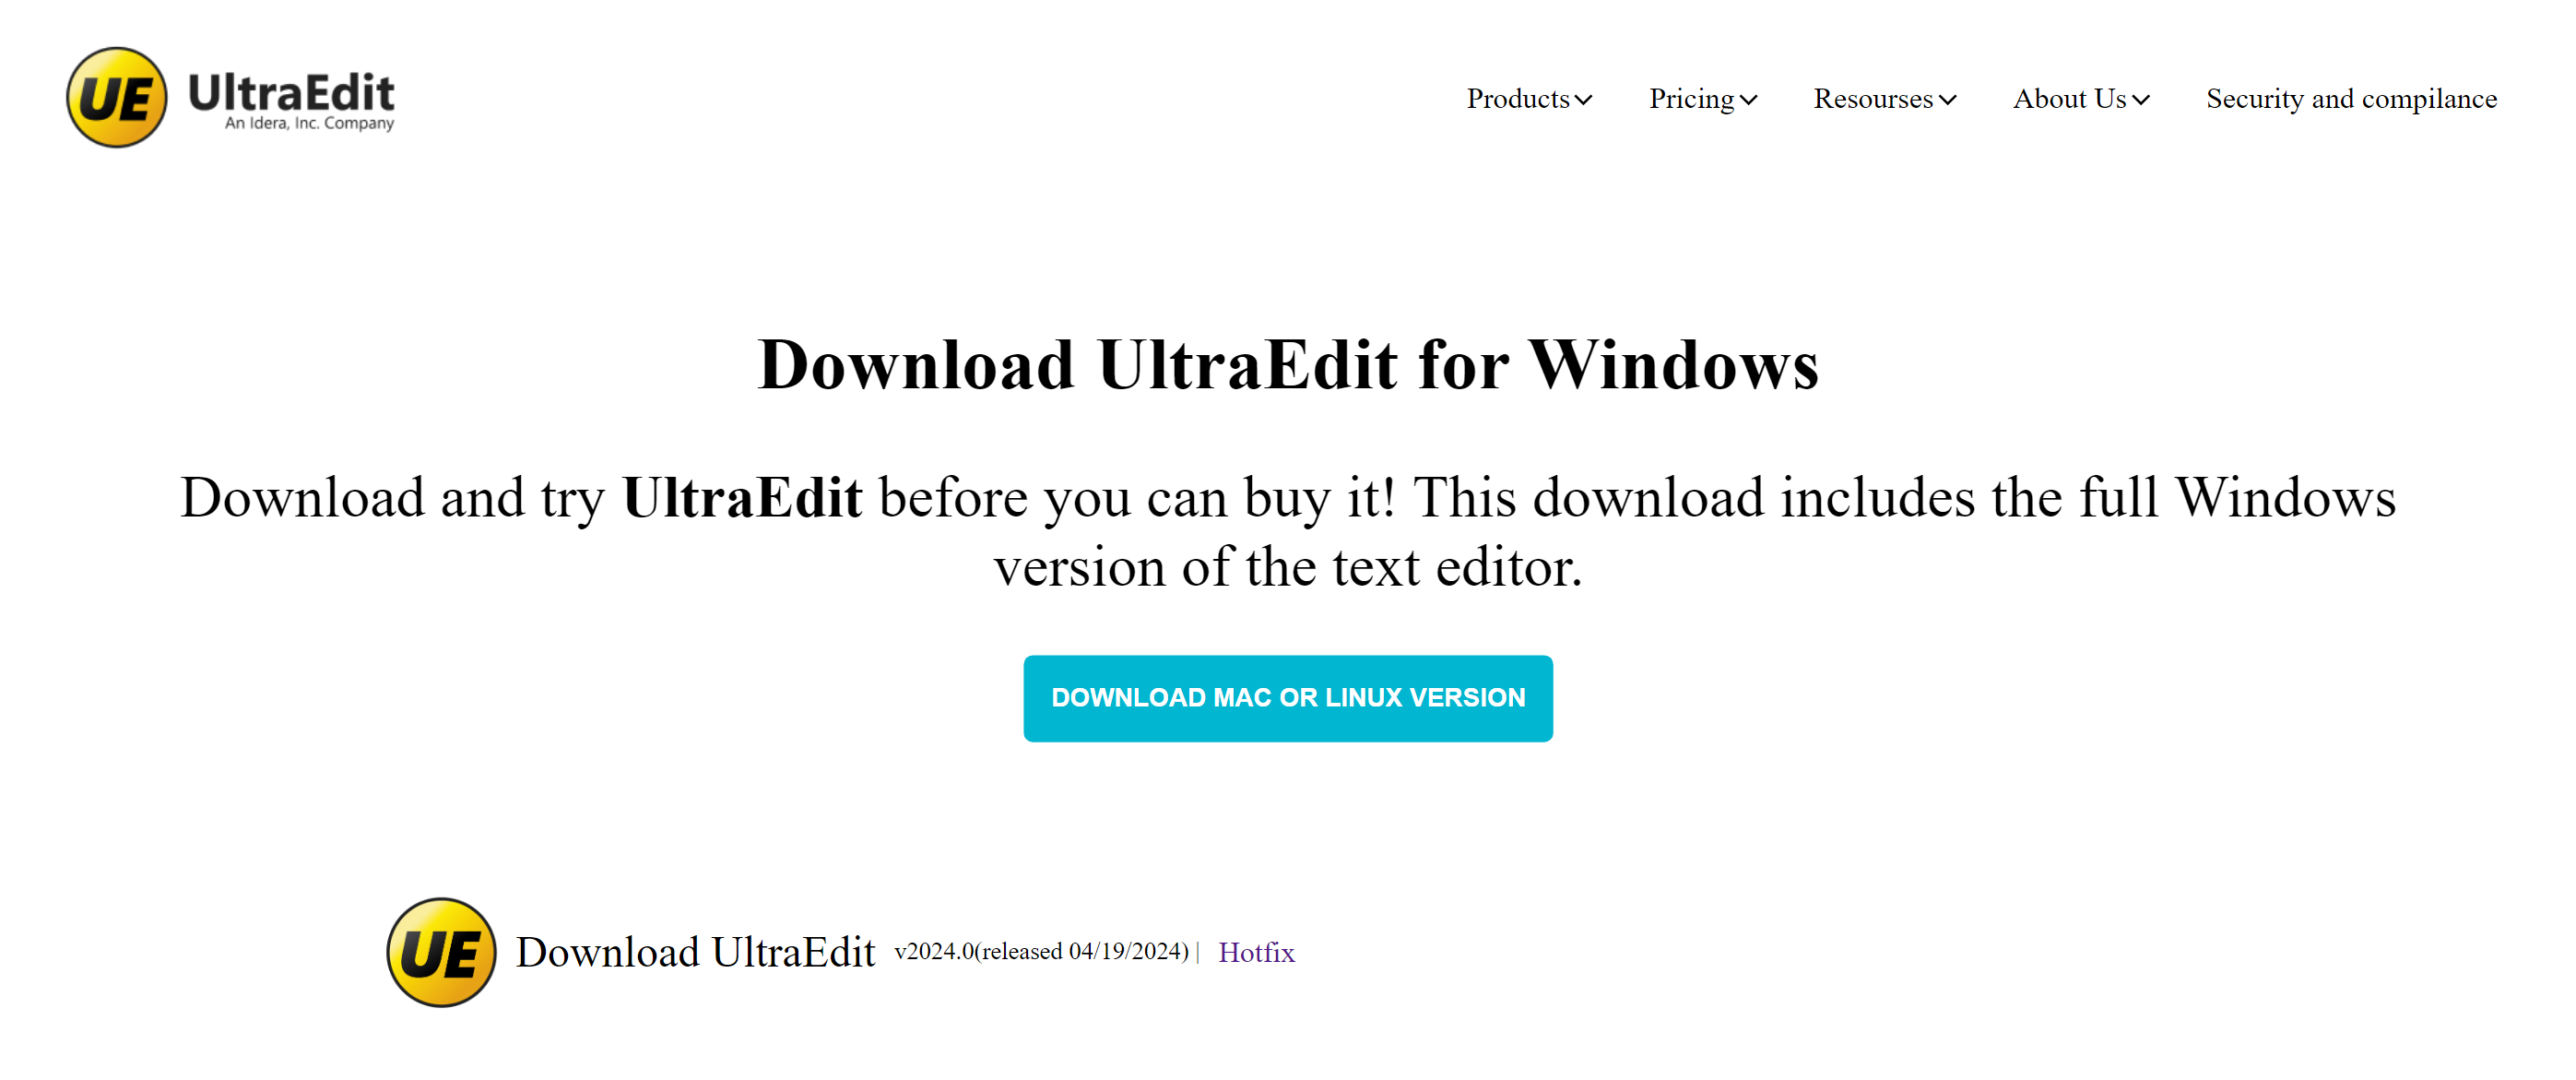 UE UltraEdit
An Idera, Inc. Company
Products Pricing Resourses About Us Security and compilance
Download UltraEdit for Windows
Download and try UltraEdit before you can buy it! This download includes the full Windows
version of the text editor.
DOWNLOAD MAC OR LINUX VERSION
UE Download UltraEdit v2024.0(released 04/19/2024) | Hotfix